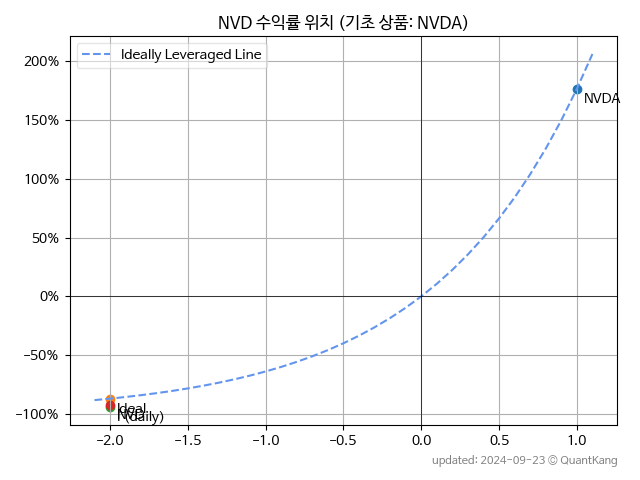 NVD 수익률 위치 (기초 상품: NVDA)
Ideally Leveraged Line
200%
150%
100%
50%
0%
−50%
−100%
NVDA
Ideal
NVD
(daily)
−2.0 −1.5 −1.0 −0.5 0.0 0.5 1.0
updated: 2024-09-23 © QuantKang